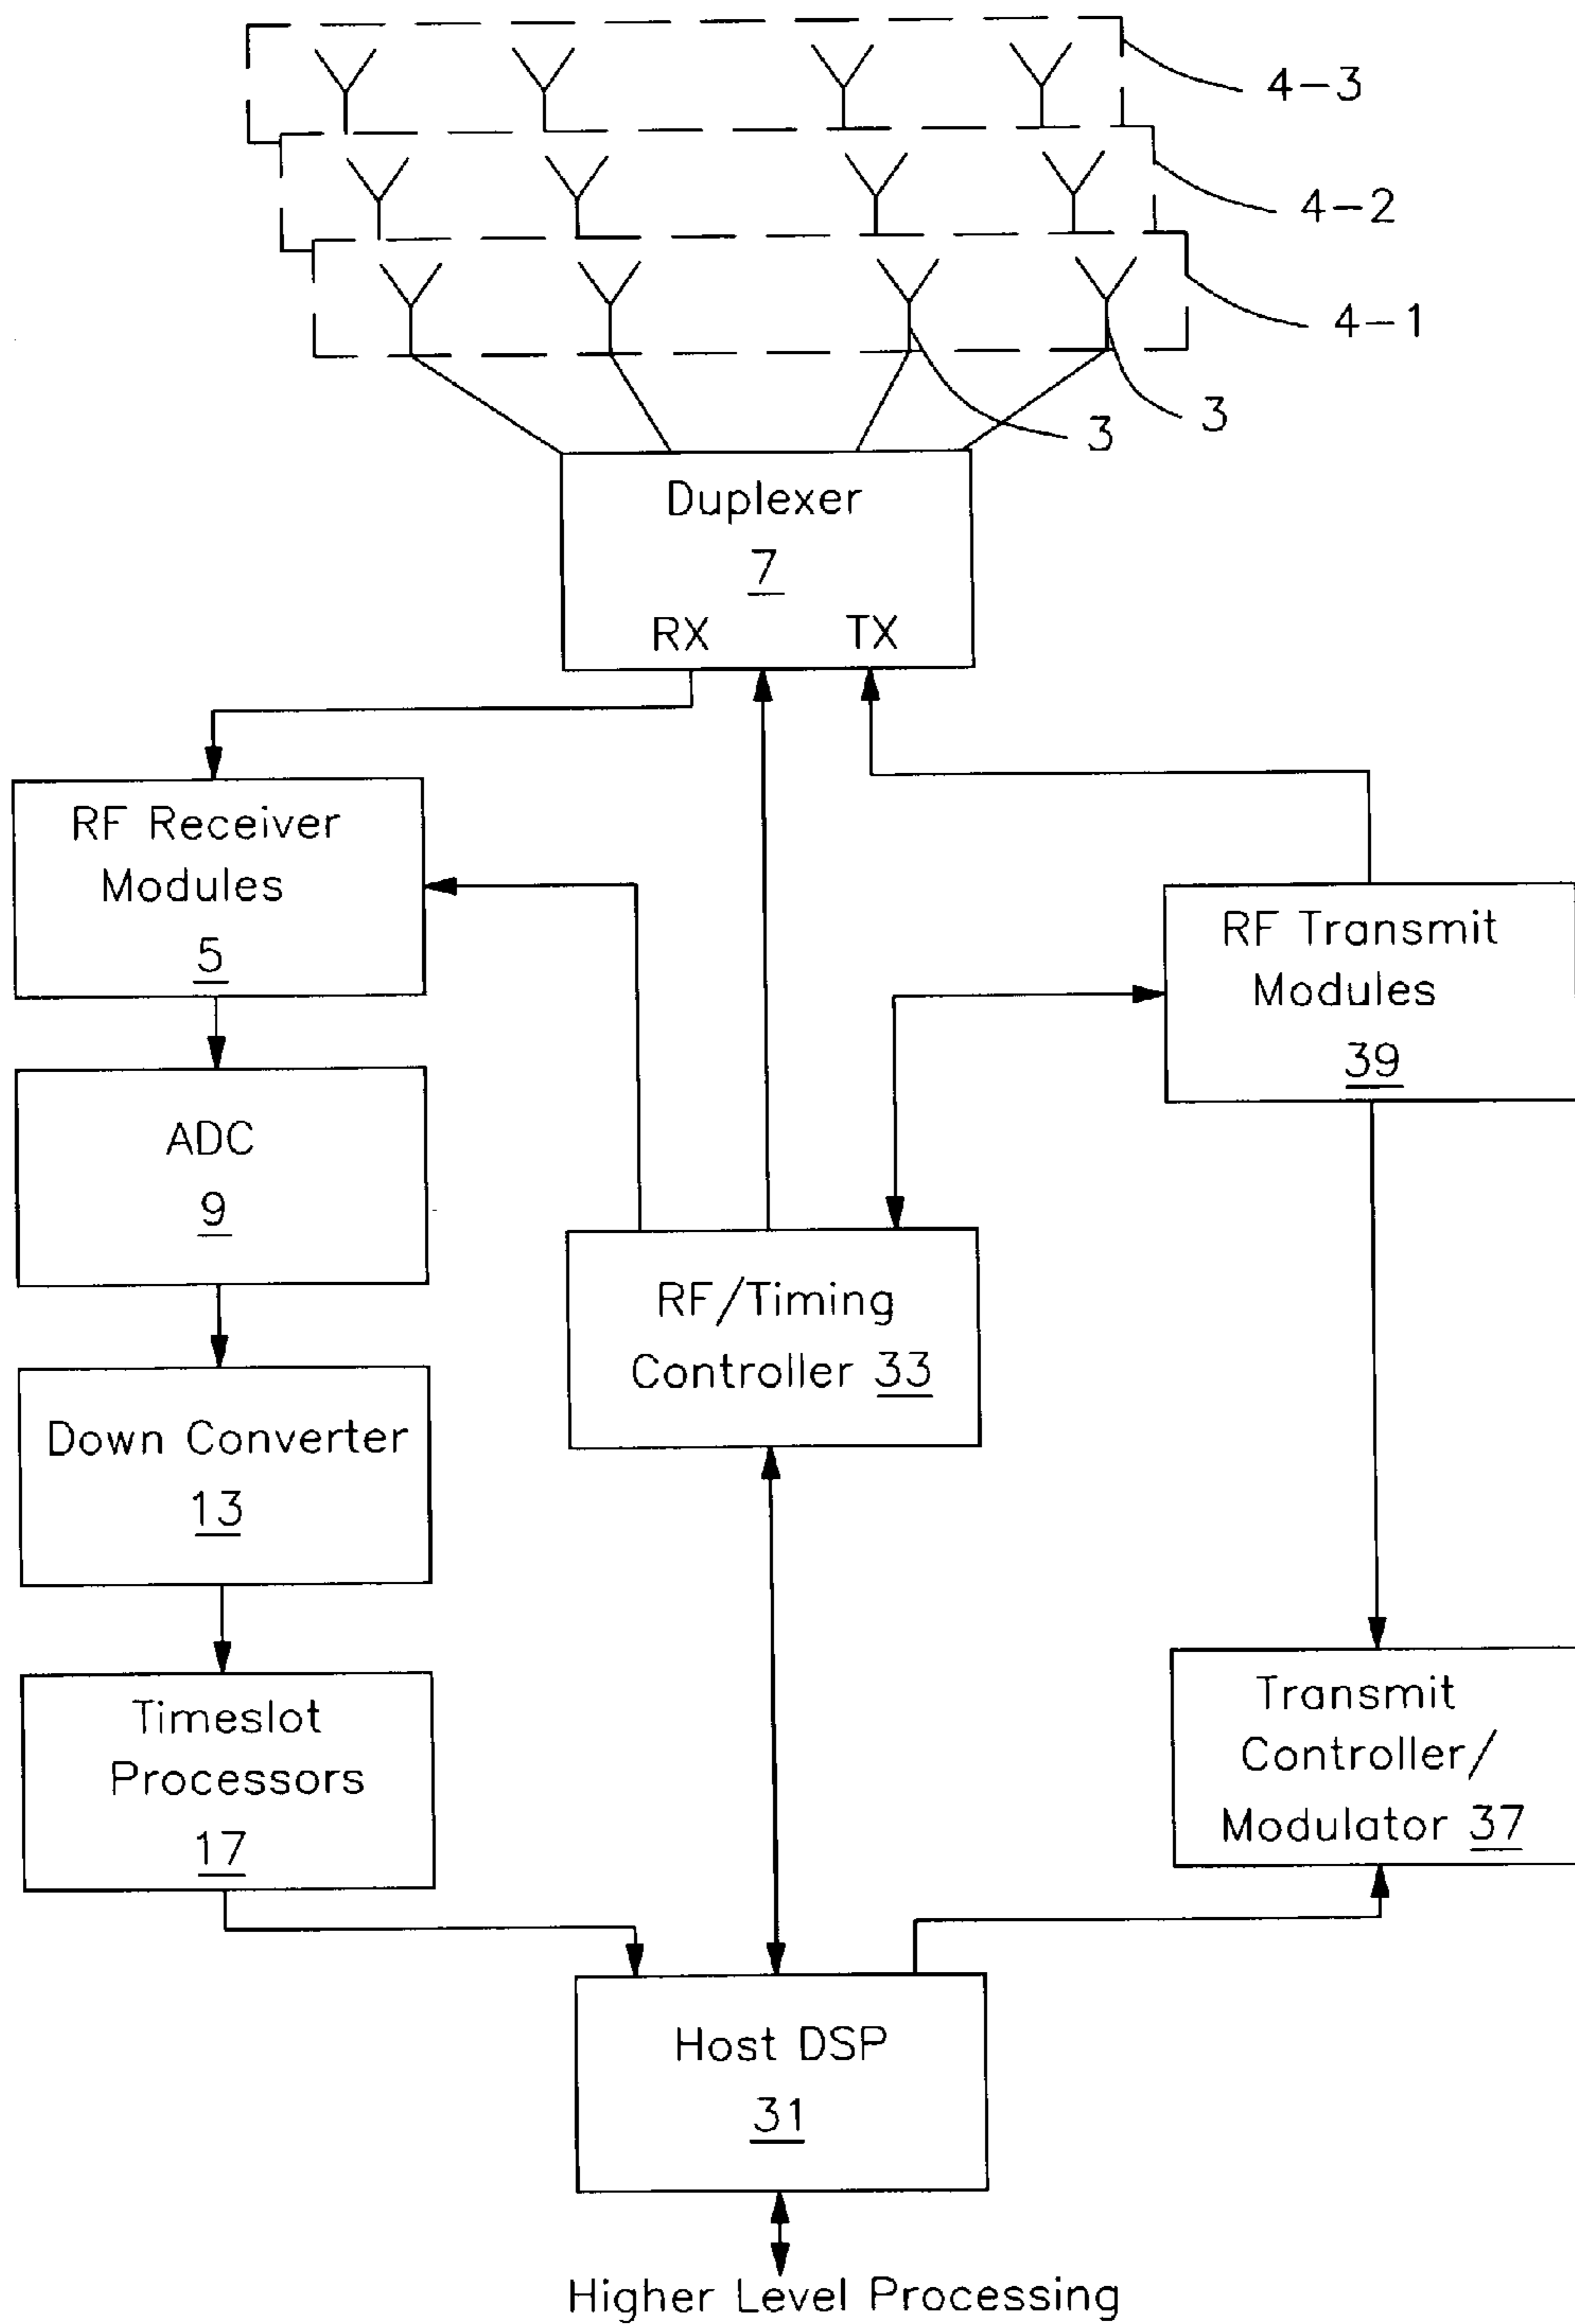 4-3
4-2
4-1
3
3
Duplexer
7
RX
TX
RF Receiver
Modules
5
RF Transmit
Modules
39
ADC
9
RF/Timing
Controller 33
Down Converter
13
Timeslot
Processors
17
Transmit
Controller/
Modulator 37
Host DSP
31
Higher Level Processing